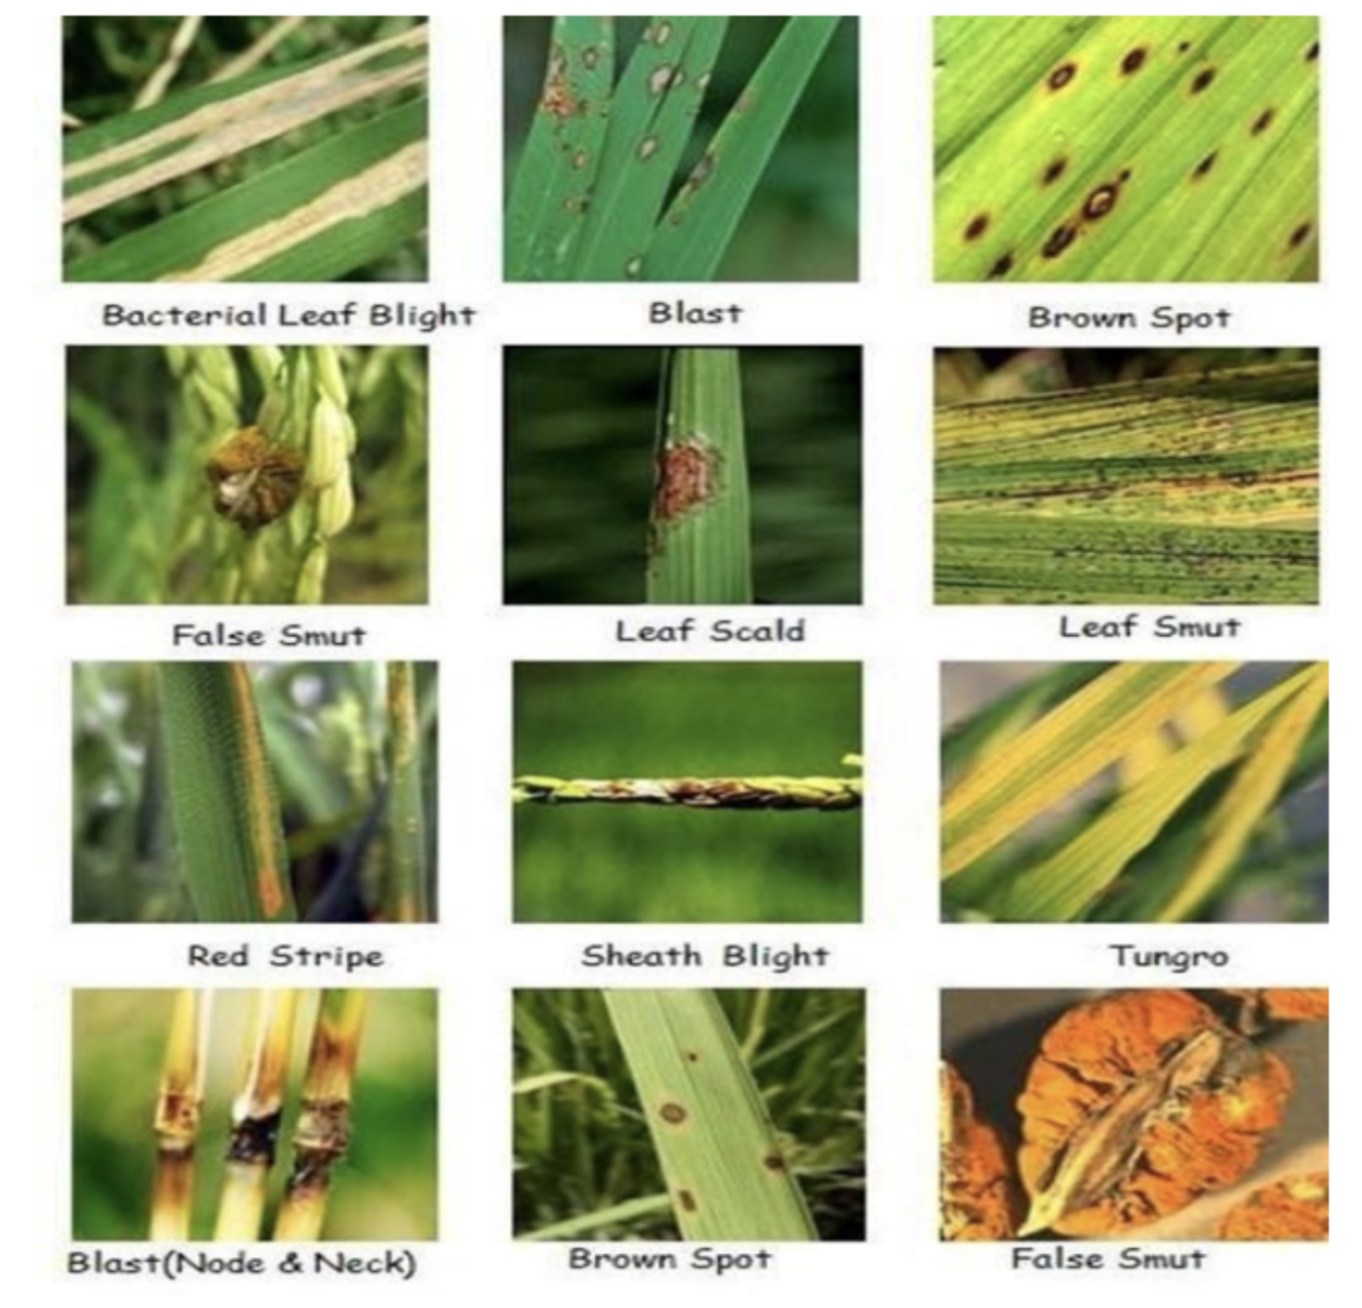 Bacterial Leaf Blight
Blast
Brown Spot
False Smut
Leaf Scald
Leaf Smut
Red Stripe
Sheath Blight
Tungro
Blast(Node & Neck)
Brown Spot
False Smut